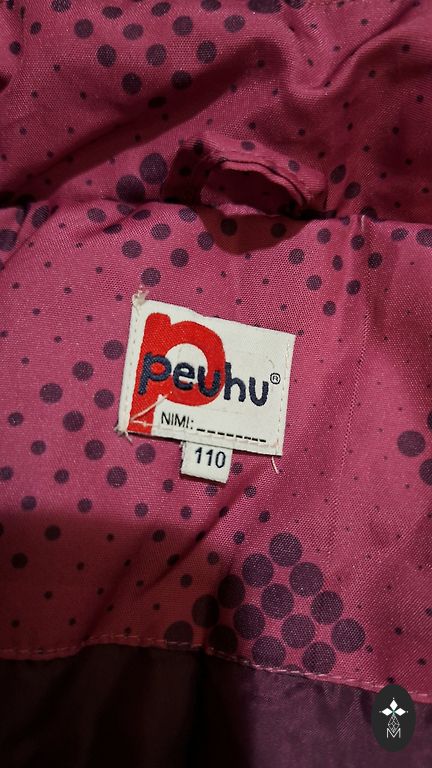 peuhu®
NIMI: _ _ _ _ _ _ _ _
110
M